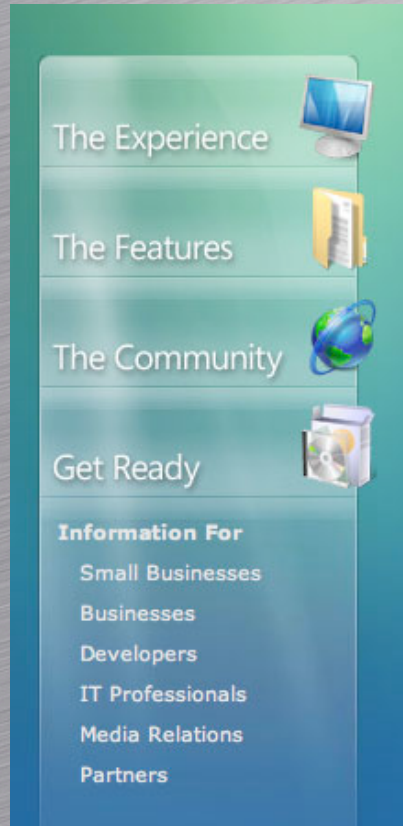 The Experience
The Features
The Community
Get Ready
Information For
Small Businesses
Businesses
Developers
IT Professionals
Media Relations
Partners